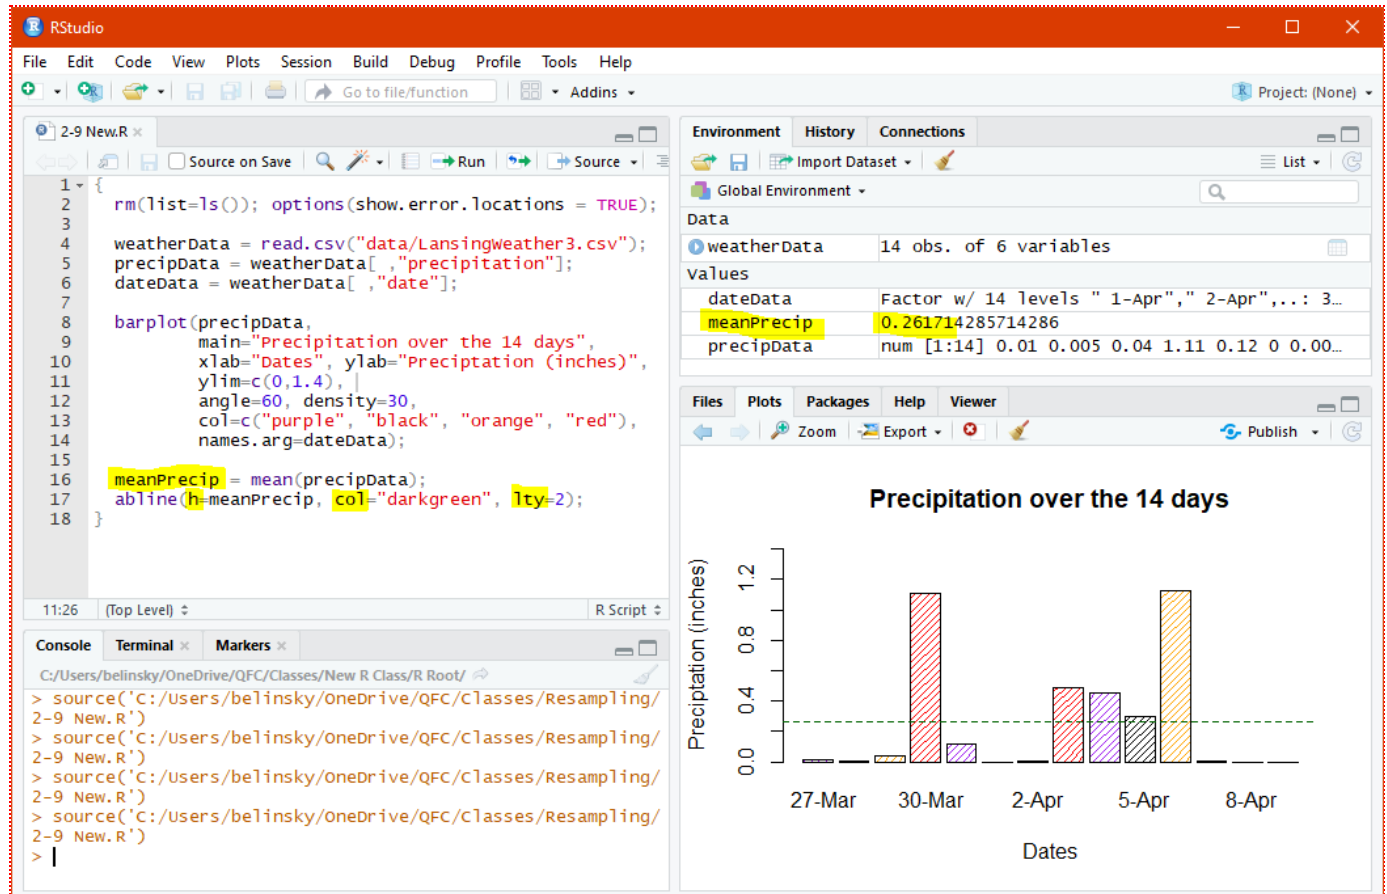 RStudio
File Edit Code View Plots Session Build Debug Profile Tools Help
Go to file/function Addins Project: (None)
2-9 New.R
Source on Save Run Source
1 {
2 rm(list=ls()); options(show.error.locations = TRUE);
3
4 weatherData = read.csv("data/LansingWeather3.csv");
5 precipData = weatherData[ ,"precipitation"];
6 dateData = weatherData[ ,"date"];
7
8 barplot(precipData,
9 main="Precipitation over the 14 days",
10 xlab="Dates", ylab="Preciptation (inches)",
11 ylim=c(0,1.4),
12 angle=60, density=30,
13 col=c("purple", "black", "orange", "red"),
14 names.arg=dateData);
15
16 meanPrecip = mean(precipData);
17 abline(h=meanPrecip, col="darkgreen", lty=2);
18 }
11:26 (Top Level) R Script
Console Terminal Markers
C:/Users/belinsky/OneDrive/QFC/Classes/New R Class/R Root/
> source('C:/Users/belinsky/OneDrive/QFC/Classes/Resampling/
2-9 New.R')
> source('C:/Users/belinsky/OneDrive/QFC/Classes/Resampling/
2-9 New.R')
> source('C:/Users/belinsky/OneDrive/QFC/Classes/Resampling/
2-9 New.R')
> source('C:/Users/belinsky/OneDrive/QFC/Classes/Resampling/
2-9 New.R')
>
Environment History Connections
Import Dataset List
Global Environment
Data
weatherData 14 obs. of 6 variables
Values
dateData Factor w/ 14 levels " 1-Apr"," 2-Apr",..: 3…
meanPrecip 0.261714285714286
precipData num [1:14] 0.01 0.005 0.04 1.11 0.12 0 0.00…
Files Plots Packages Help Viewer
Zoom Export Publish
Precipitation over the 14 days
Preciptation (inches)
1.2
0.8
0.4
0.0
27-Mar 30-Mar 2-Apr 5-Apr 8-Apr
Dates